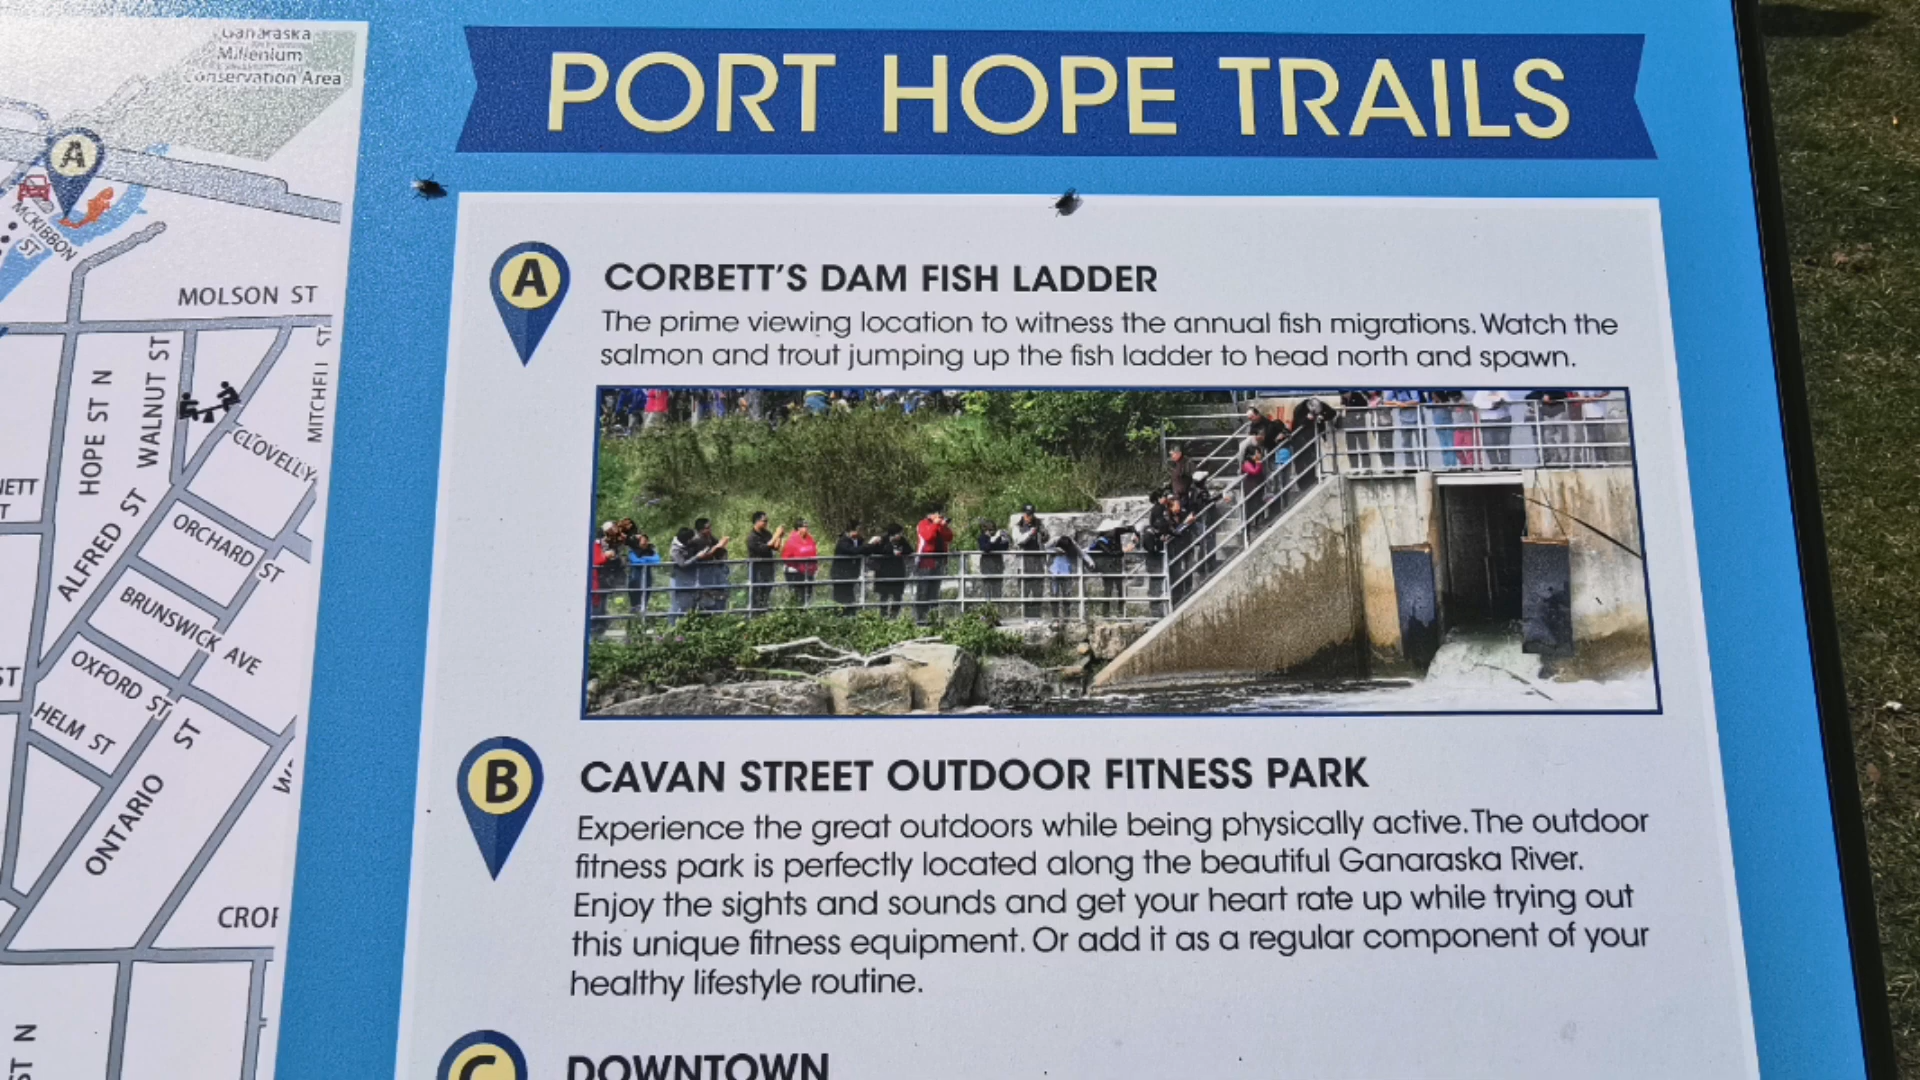 Ganaraska
Millenium
Conservation Area
A
MCKIBBON
ST
MOLSON ST
HOPE ST N
WALNUT ST
MITCHELL ST
CLOVELLY
ALFRED ST
ORCHARD ST
BRUNSWICK AVE
OXFORD ST
HELM ST
ONTARIO ST
ST
ST N
PORT HOPE TRAILS
A
CORBETT'S DAM FISH LADDER
The prime viewing location to witness the annual fish migrations. Watch the
salmon and trout jumping up the fish ladder to head north and spawn.
B
CAVAN STREET OUTDOOR FITNESS PARK
Experience the great outdoors while being physically active. The outdoor
fitness park is perfectly located along the beautiful Ganaraska River.
Enjoy the sights and sounds and get your heart rate up while trying out
this unique fitness equipment. Or add it as a regular component of your
healthy lifestyle routine.
C
DOWNTOWN